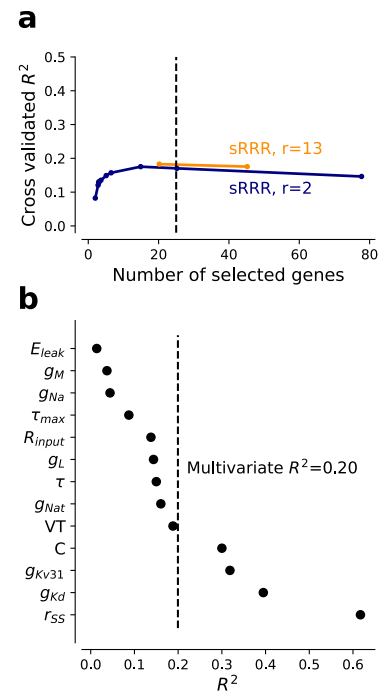 a
Cross validated R²
0.5
0.4
0.3
0.2
0.1
0.0
sRRR, r=13
sRRR, r=2
0
20
40
60
80
Number of selected genes
b
E_leak
g_M
g_Na
τ_max
R_input
g_L
τ
g_Nat
VT
C
g_Kv31
g_Kd
r_SS
Multivariate R²=0.20
0.0
0.1
0.2
0.3
0.4
0.5
0.6
R²